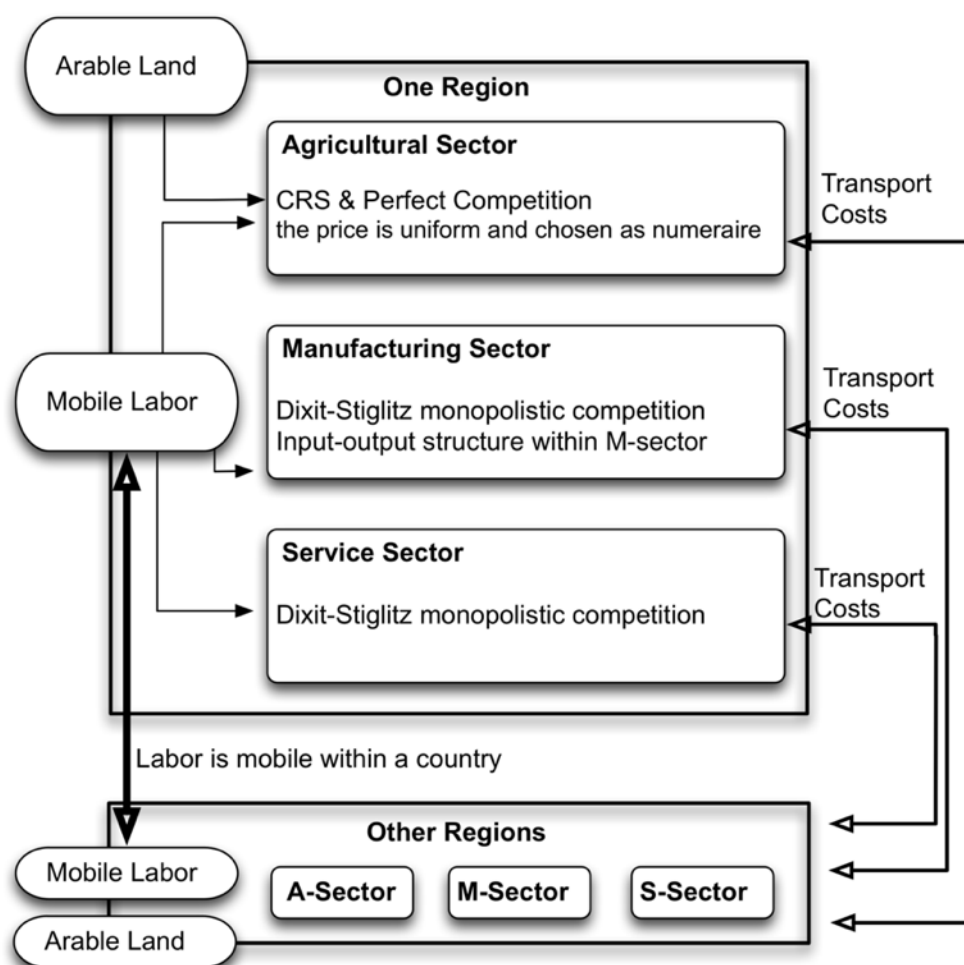 Arable Land
One Region
Agricultural Sector
CRS & Perfect Competition
the price is uniform and chosen as numeraire
Transport
Costs
Manufacturing Sector
Dixit-Stiglitz monopolistic competition
Input-output structure within M-sector
Transport
Costs
Mobile Labor
Service Sector
Dixit-Stiglitz monopolistic competition
Transport
Costs
Labor is mobile within a country
Other Regions
Mobile Labor
A-Sector
M-Sector
S-Sector
Arable Land